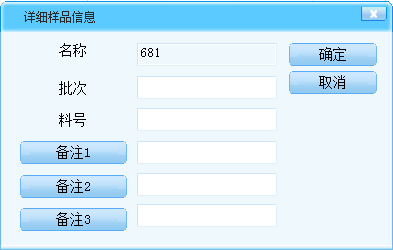 详细样品信息
名称 681 确定
批次 取消
料号
备注1
备注2
备注3